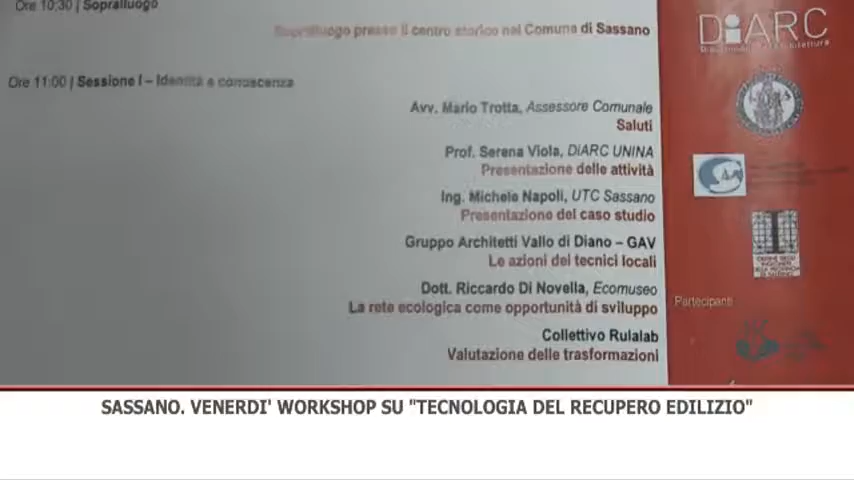 Ore 10:30 | Sopralluogo
Sopralluogo presso il centro storico nel Comune di Sassano
Ore 11:00 | Sessione I – Identità e conoscenza
Avv. Mario Trotta, Assessore Comunale
Saluti
Prof. Serena Viola, DiARC UNINA
Presentazione delle attività
Ing. Michele Napoli, UTC Sassano
Presentazione del caso studio
Gruppo Architetti Vallo di Diano – GAV
Le azioni dei tecnici locali
Dott. Riccardo Di Novella, Ecomuseo
La rete ecologica come opportunità di sviluppo
Collettivo Rulalab
Valutazione delle trasformazioni
DiARC
Partecipanti
SASSANO. VENERDI' WORKSHOP SU "TECNOLOGIA DEL RECUPERO EDILIZIO"